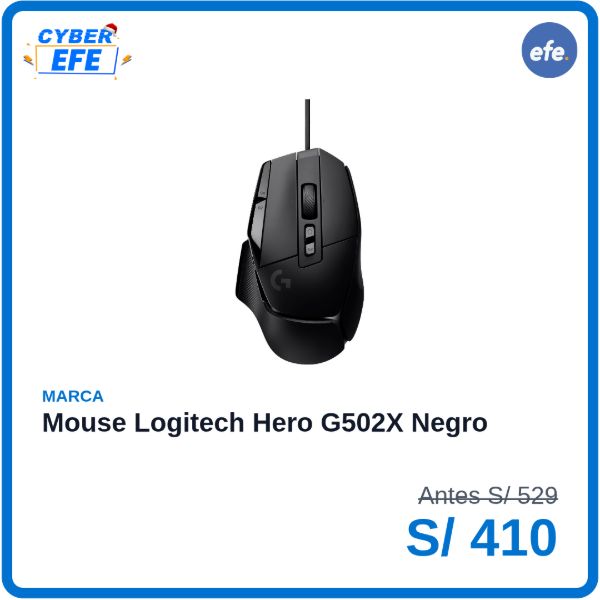 CYBER
EFE
efe.
MARCA
Mouse Logitech Hero G502X Negro
Antes S/ 529
S/ 410